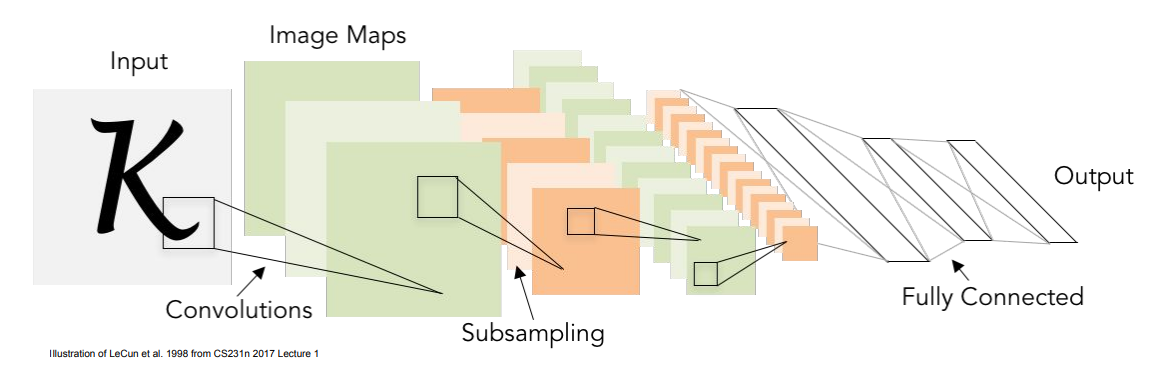 Image Maps
Input
K
Output
Fully Connected
Convolutions
Subsampling
Illustration of LeCun et al. 1998 from CS231n 2017 Lecture 1